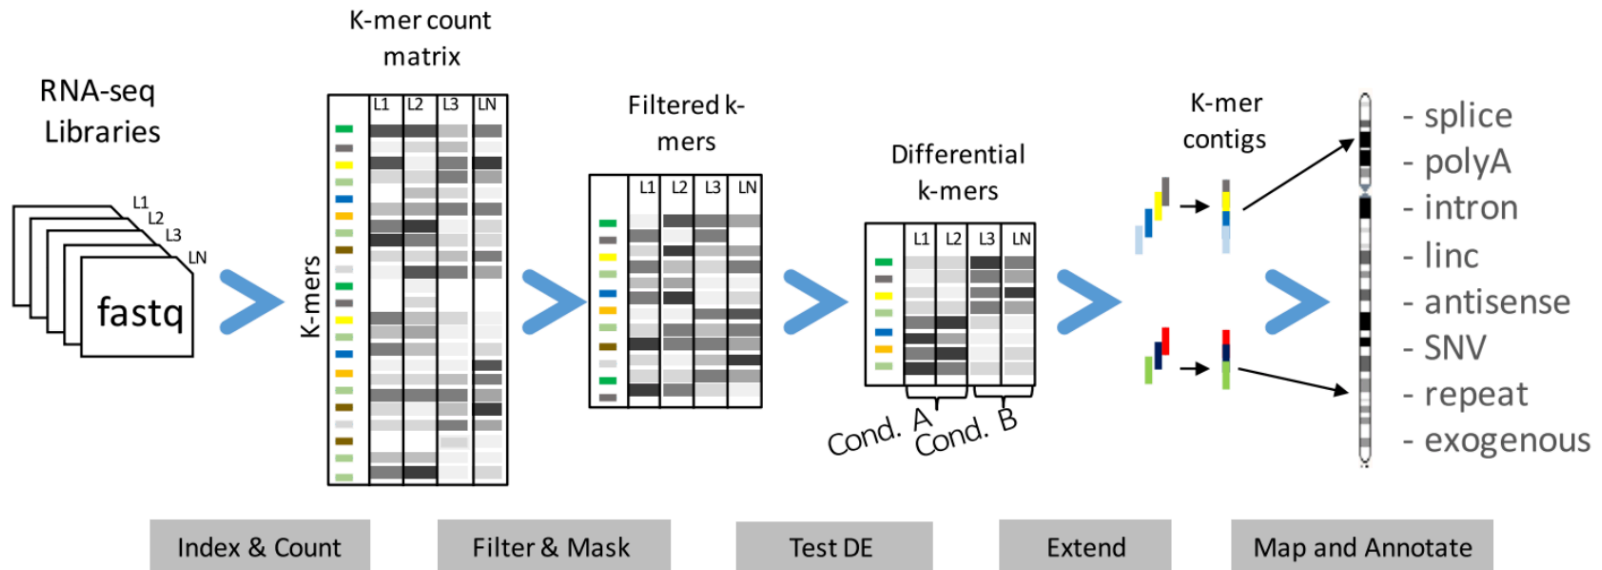 RNA-seq
Libraries
L1
L2
L3
LN
fastq
K-mer count
matrix
K-mers
L1 L2 L3 LN
Filtered k-
mers
L1 L2 L3 LN
Differential
k-mers
L1 L2 L3 LN
Cond. A
Cond. B
K-mer
contigs
- splice
- polyA
- intron
- linc
- antisense
- SNV
- repeat
- exogenous
Index & Count
Filter & Mask
Test DE
Extend
Map and Annotate